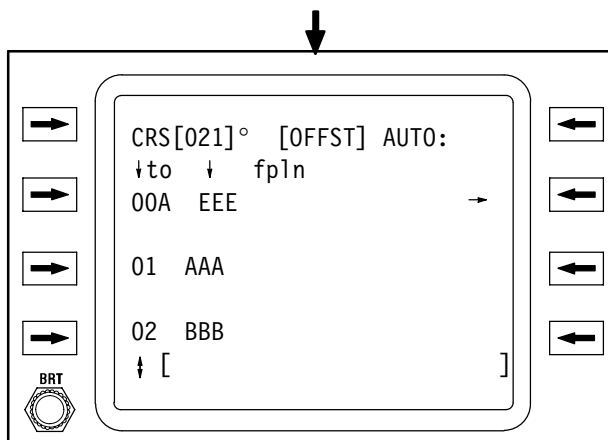 CRS[021]° [OFFST] AUTO:
↓to ↓ fpln
00A EEE →
01 AAA
02 BBB
↕ [ ]
BRT